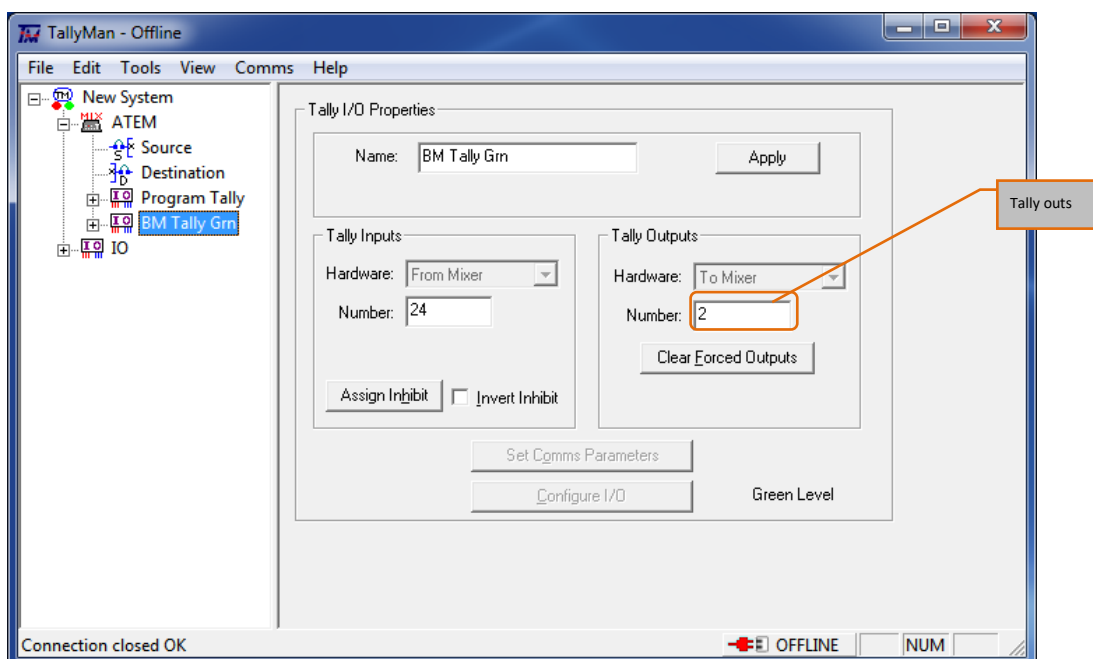 TallyMan - Offline
File Edit Tools View Comms Help
New System
MIX
ATEM
S
Source
D
Destination
I O
Program Tally
I O
BM Tally Grn
I O
IO
Tally I/O Properties
Name: BM Tally Grn Apply
Tally outs
Tally Inputs
Hardware: From Mixer
Number: 24
Assign Inhibit Invert Inhibit
Tally Outputs
Hardware: To Mixer
Number: 2
Clear Forced Outputs
Set Comms Parameters
Configure I/O Green Level
Connection closed OK OFFLINE NUM